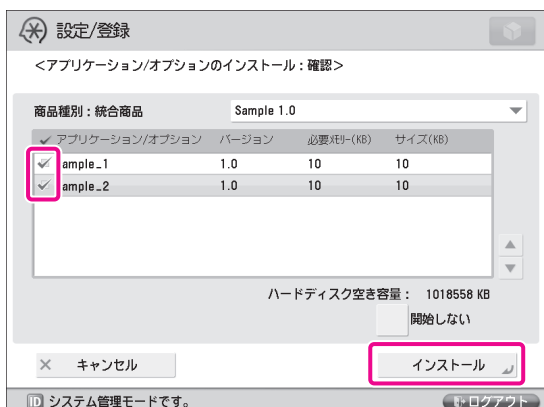 設定/登録
<アプリケーション/オプションのインストール：確認>
商品種別：統合商品 Sample 1.0
アプリケーション/オプション バージョン 必要ﾒﾓﾘｰ(KB) サイズ(KB)
ample_1 1.0 10 10
ample_2 1.0 10 10
ハードディスク空き容量： 1018558 KB
開始しない
キャンセル インストール
ID システム管理モードです。 ログアウト